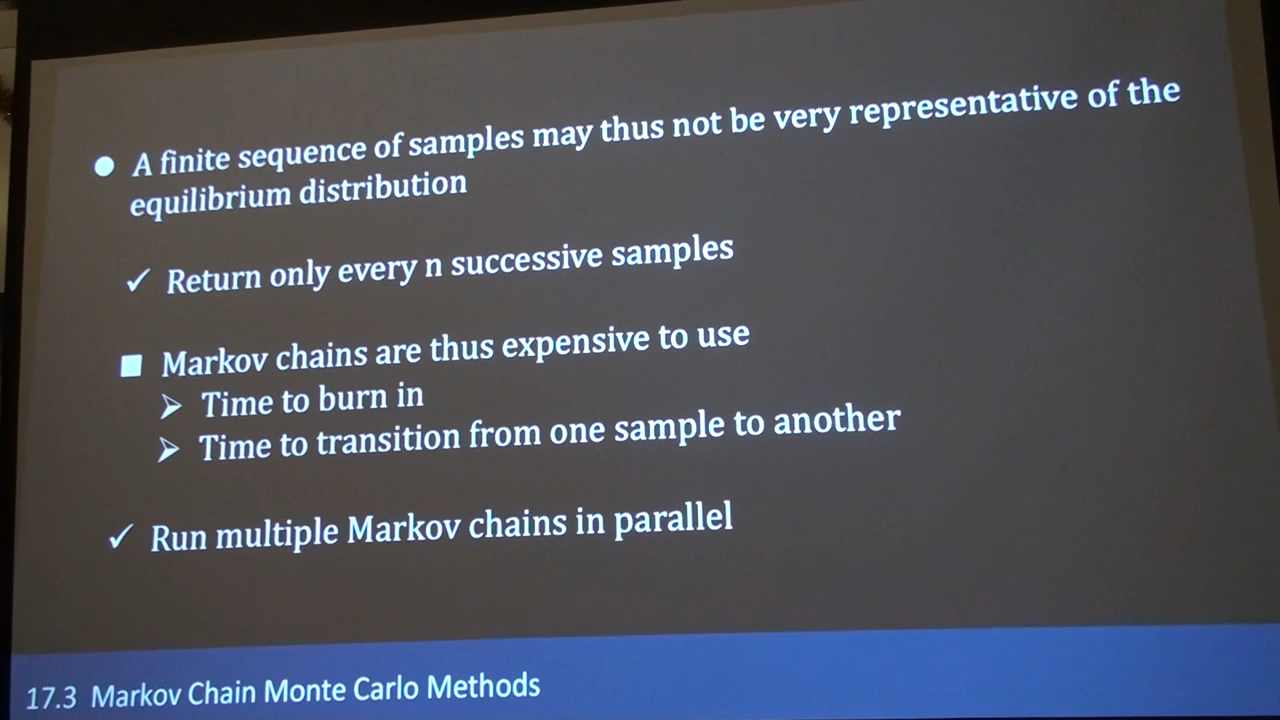 ● A finite sequence of samples may thus not be very representative of the
equilibrium distribution
✓ Return only every n successive samples
■ Markov chains are thus expensive to use
➢ Time to burn in
➢ Time to transition from one sample to another
✓ Run multiple Markov chains in parallel
17.3 Markov Chain Monte Carlo Methods